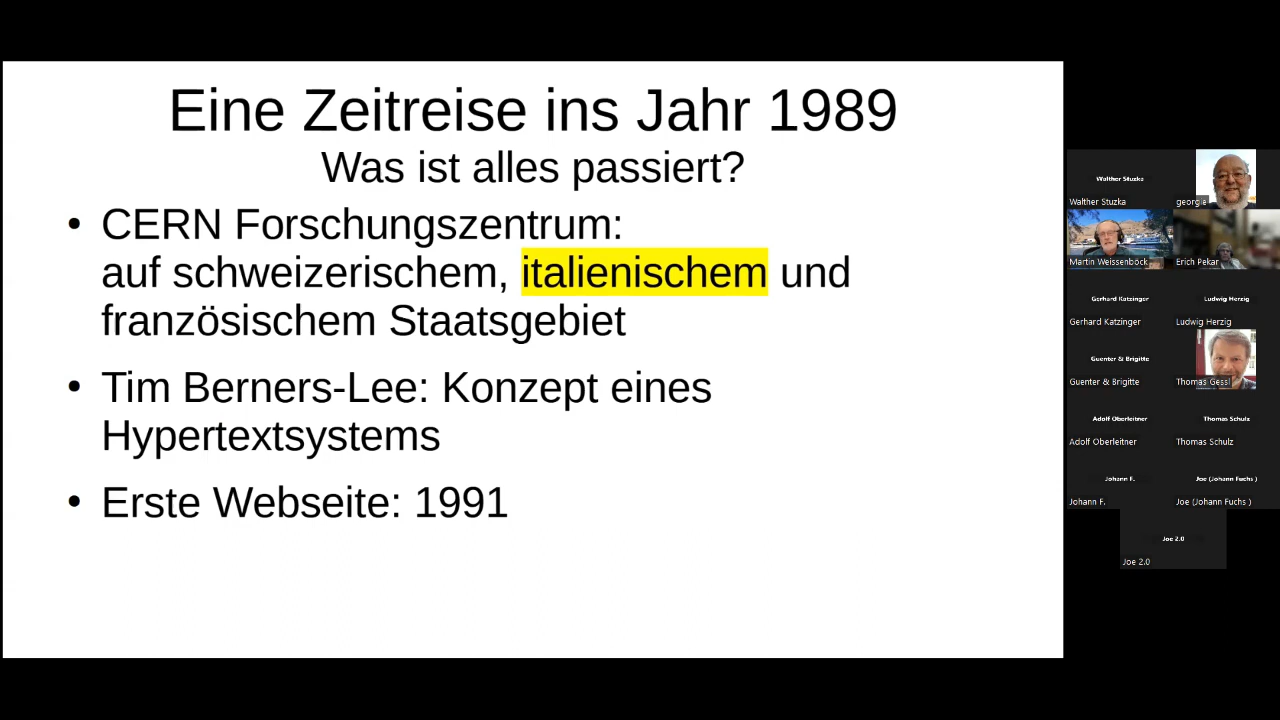 Eine Zeitreise ins Jahr 1989
Was ist alles passiert?
• CERN Forschungszentrum:
auf schweizerischem, italienischem und
französischem Staatsgebiet
• Tim Berners-Lee: Konzept eines
Hypertextsystems
• Erste Webseite: 1991
Walther Stuzka
Walther Stuzka
georgie
Martin Weissenböck
Erich Pekar
Gerhard Katzinger
Ludwig Herzig
Gerhard Katzinger
Ludwig Herzig
Guenter & Brigitte
Guenter & Brigitte
Thomas Gessl
Adolf Oberleitner
Thomas Schulz
Adolf Oberleitner
Thomas Schulz
Johann F.
Joe (Johann Fuchs )
Johann F.
Joe (Johann Fuchs )
Joe 2.0
Joe 2.0